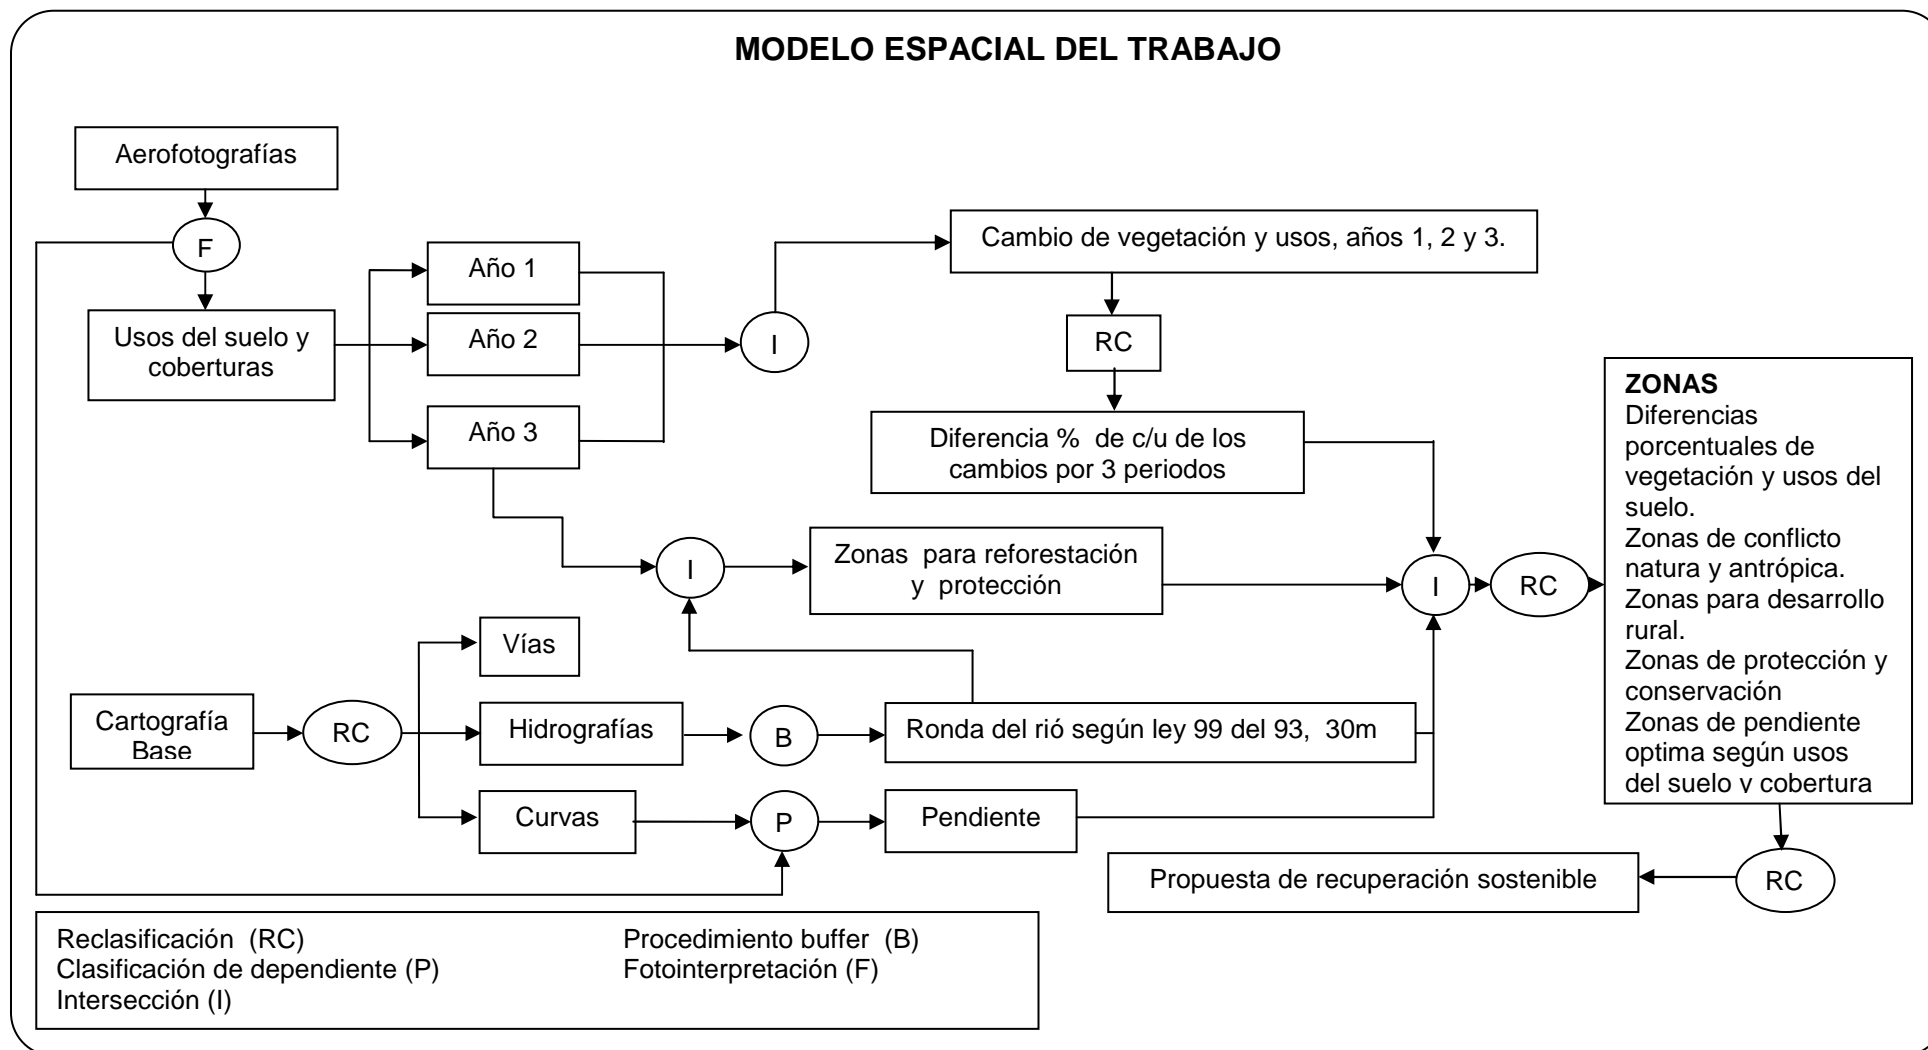 MODELO ESPACIAL DEL TRABAJO
Aerofotografías
F
Usos del suelo y
coberturas
Año 1
Año 2
Año 3
I
Cambio de vegetación y usos, años 1, 2 y 3.
RC
Diferencia % de c/u de los
cambios por 3 periodos
I
Zonas para reforestación
y protección
I
RC
ZONAS
Diferencias
porcentuales de
vegetación y usos del
suelo.
Zonas de conflicto
natura y antrópica.
Zonas para desarrollo
rural.
Zonas de protección y
conservación
Zonas de pendiente
optima según usos
del suelo y cobertura
Cartografía
Base
RC
Vías
Hidrografías
B
Ronda del rió según ley 99 del 93, 30m
Curvas
P
Pendiente
Propuesta de recuperación sostenible
RC
Reclasificación (RC)
Clasificación de dependiente (P)
Intersección (I)
Procedimiento buffer (B)
Fotointerpretación (F)